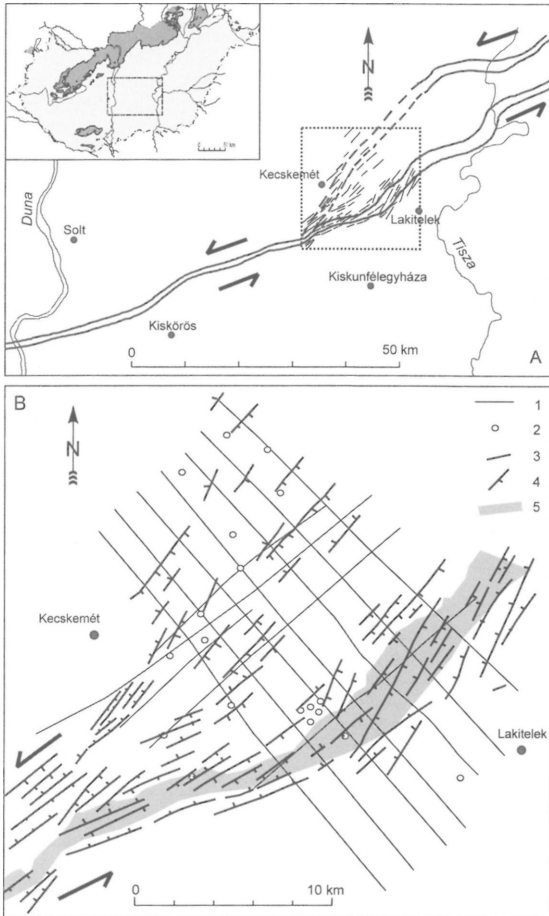 N
Kecskemét
Lakitelek
Duna
Solt
Tisza
Kiskunfélegyháza
Kiskőrös
0
50 km
A
B
N
1
2
3
4
5
Kecskemét
Lakitelek
0
10 km